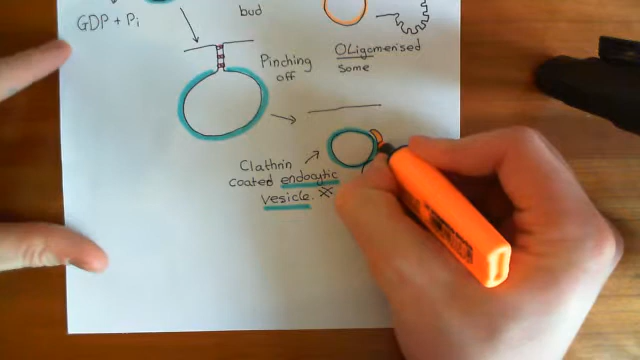 GDP + Pi
bud
OLigomerised
some
Pinching
off
Clathrin
coated endocytic
vesicle.